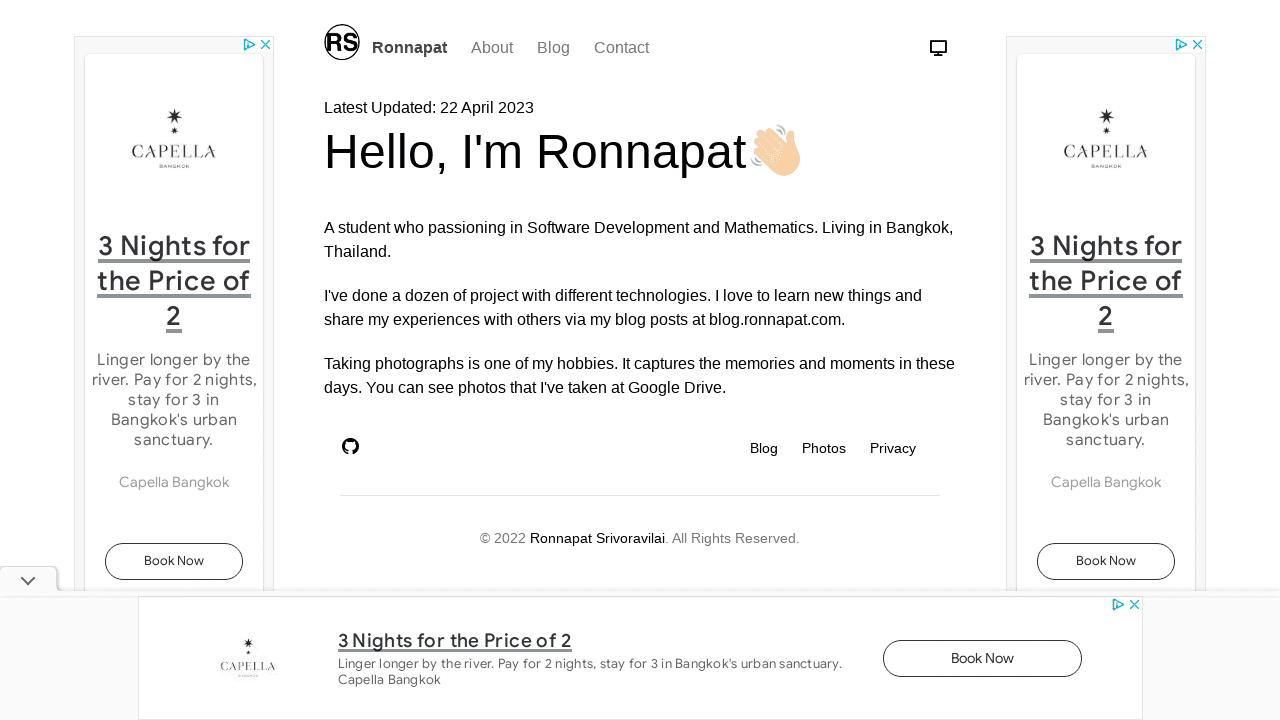 RS
Ronnapat
About
Blog
Contact
Latest Updated: 22 April 2023
Hello, I'm Ronnapat
A student who passioning in Software Development and Mathematics. Living in Bangkok,
Thailand.
I've done a dozen of project with different technologies. I love to learn new things and
share my experiences with others via my blog posts at blog.ronnapat.com.
Taking photographs is one of my hobbies. It captures the memories and moments in these
days. You can see photos that I've taken at Google Drive.
Blog
Photos
Privacy
© 2022 Ronnapat Srivoravilai. All Rights Reserved.
CAPELLA
BANGKOK
3 Nights for
the Price of
2
Linger longer by the
river. Pay for 2 nights,
stay for 3 in
Bangkok's urban
sanctuary.
Capella Bangkok
Book Now
CAPELLA
BANGKOK
3 Nights for
the Price of
2
Linger longer by the
river. Pay for 2 nights,
stay for 3 in
Bangkok's urban
sanctuary.
Capella Bangkok
Book Now
CAPELLA
BANGKOK
3 Nights for the Price of 2
Linger longer by the river. Pay for 2 nights, stay for 3 in Bangkok's urban sanctuary.
Capella Bangkok
Book Now